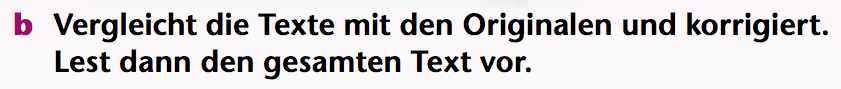 b Vergleicht die Texte mit den Originalen und korrigiert.
Lest dann den gesamten Text vor.